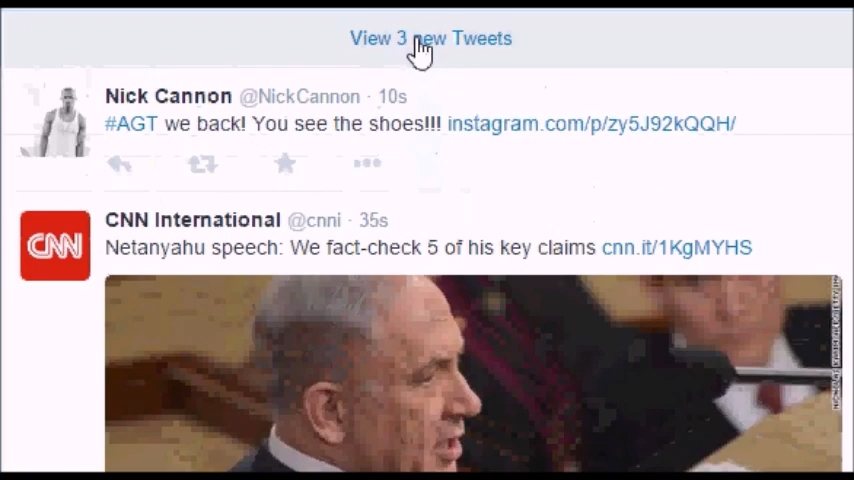 View 3 new Tweets
Nick Cannon @NickCannon · 10s
#AGT we back! You see the shoes!!! instagram.com/p/zy5J92kQQH/
CNN International @cnni · 35s
CNN
Netanyahu speech: We fact-check 5 of his key claims cnn.it/1KgMYHS